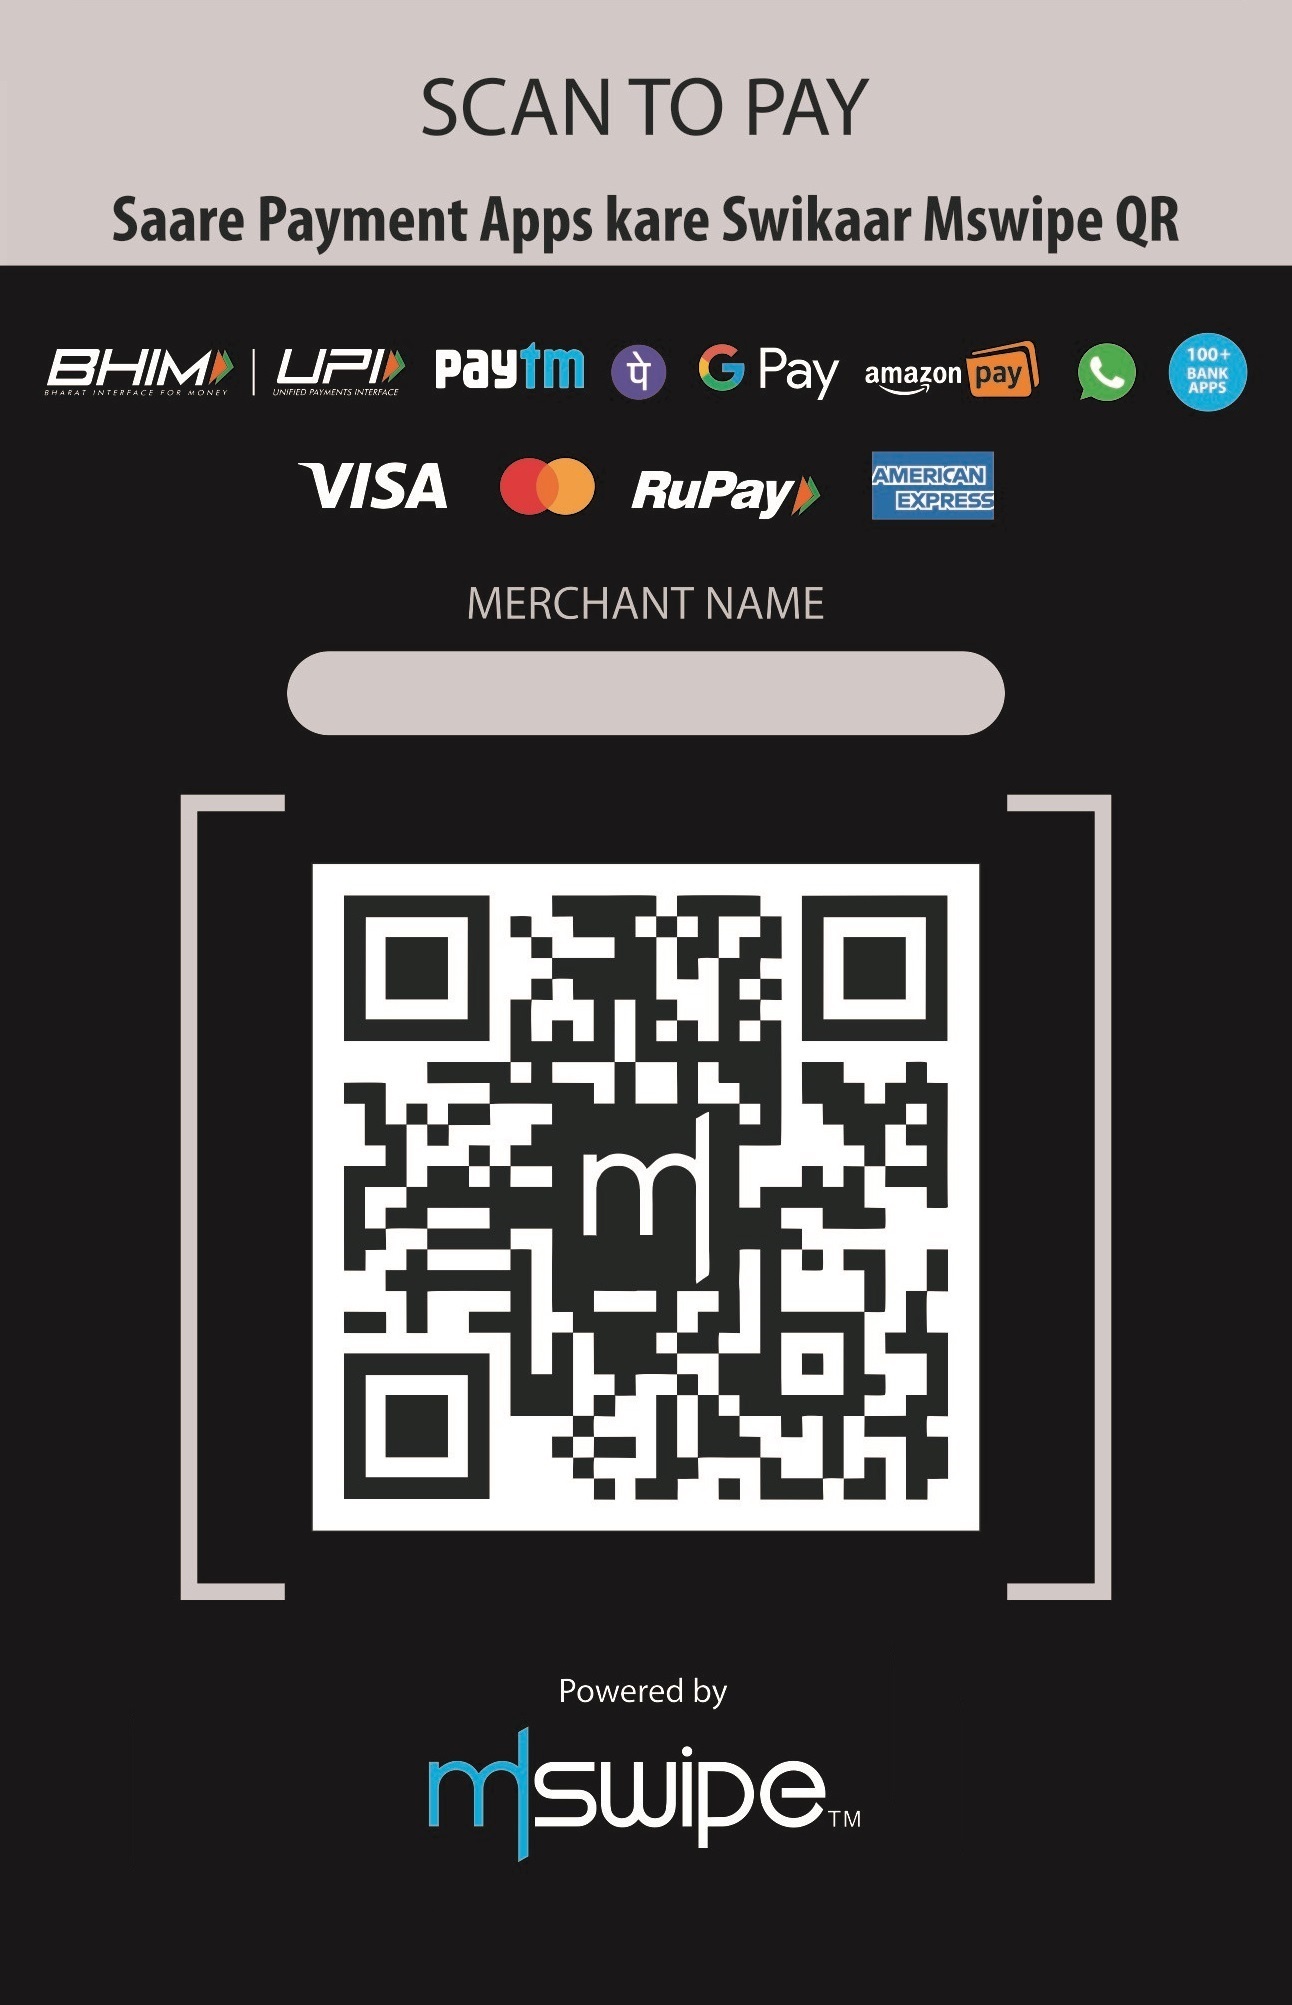 SCAN TO PAY
Saare Payment Apps kare Swikaar Mswipe QR
BHIM UPI paytm पे G Pay amazon pay 100+ BANK APPS
BHARAT INTERFACE FOR MONEY UNIFIED PAYMENTS INTERFACE
VISA RuPay AMERICAN EXPRESS
MERCHANT NAME
m
Powered by
mswipe TM